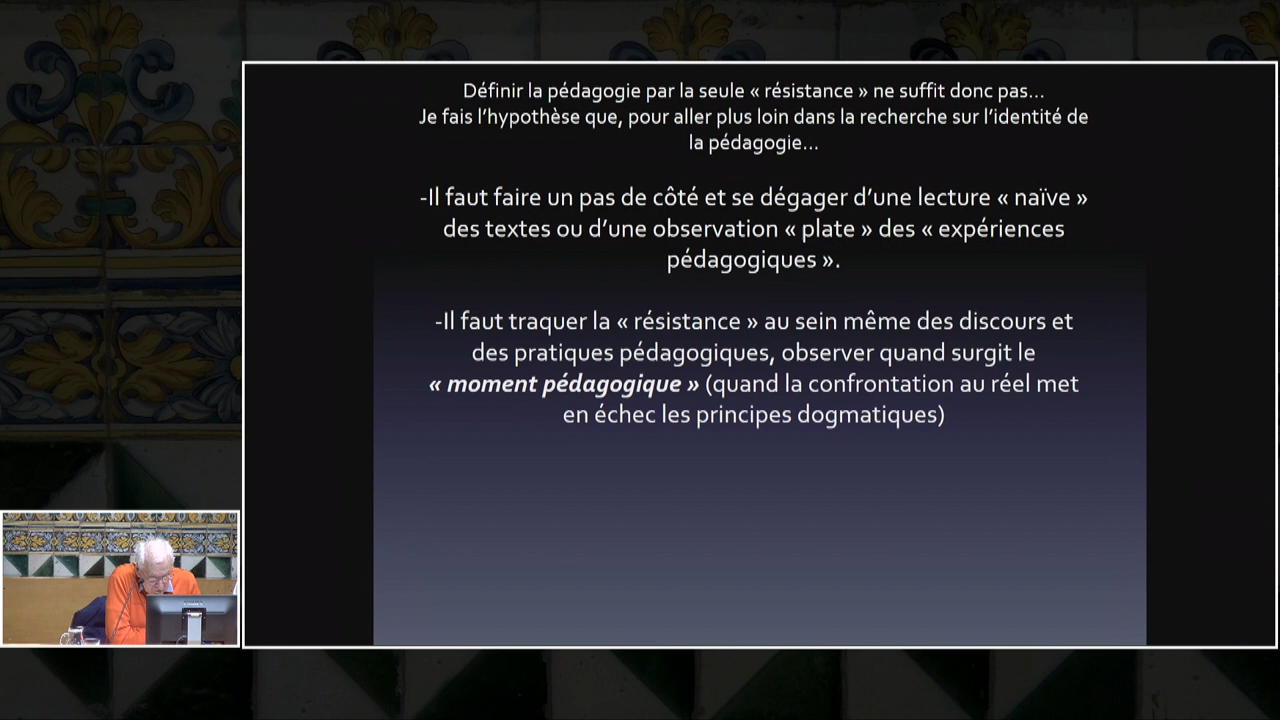 Définir la pédagogie par la seule « résistance » ne suffit donc pas...
Je fais l’hypothèse que, pour aller plus loin dans la recherche sur l’identité de
la pédagogie...
-Il faut faire un pas de côté et se dégager d’une lecture « naïve »
des textes ou d’une observation « plate » des « expériences
pédagogiques ».
-Il faut traquer la « résistance » au sein même des discours et
des pratiques pédagogiques, observer quand surgit le
« moment pédagogique » (quand la confrontation au réel met
en échec les principes dogmatiques)